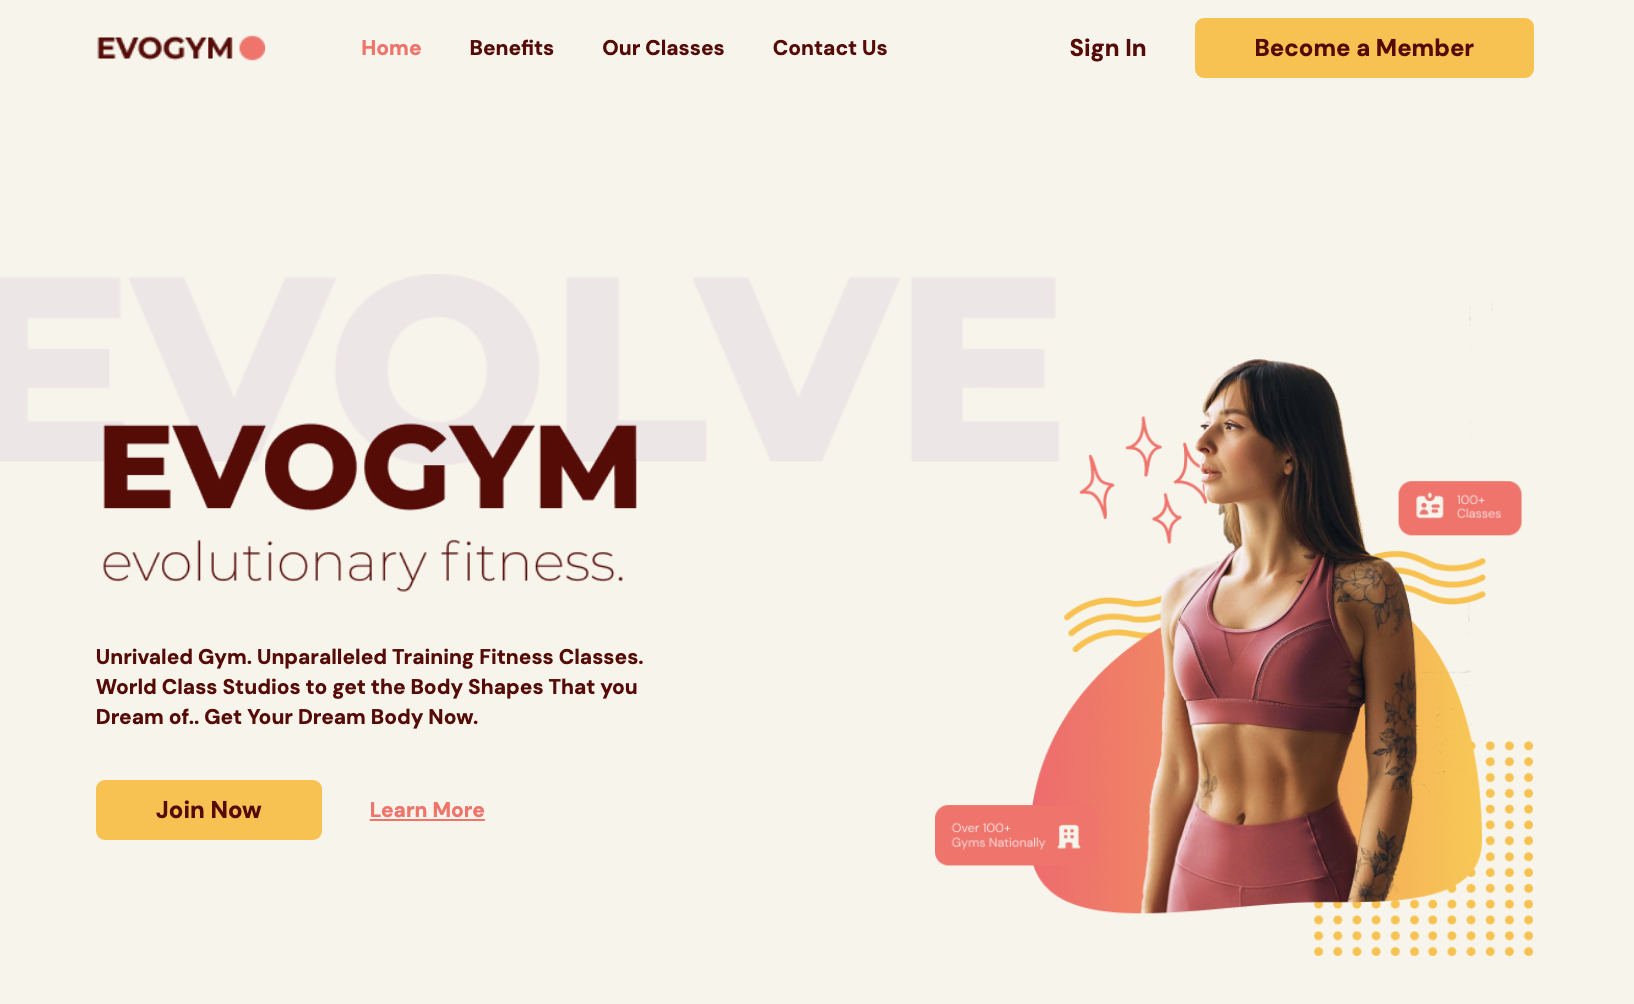 EVOGYM
Home
Benefits
Our Classes
Contact Us
Sign In
Become a Member
EVOLVE
EVOGYM
evolutionary fitness.
Unrivaled Gym. Unparalleled Training Fitness Classes.
World Class Studios to get the Body Shapes That you
Dream of.. Get Your Dream Body Now.
Join Now
Learn More
100+
Classes
Over 100+
Gyms Nationally